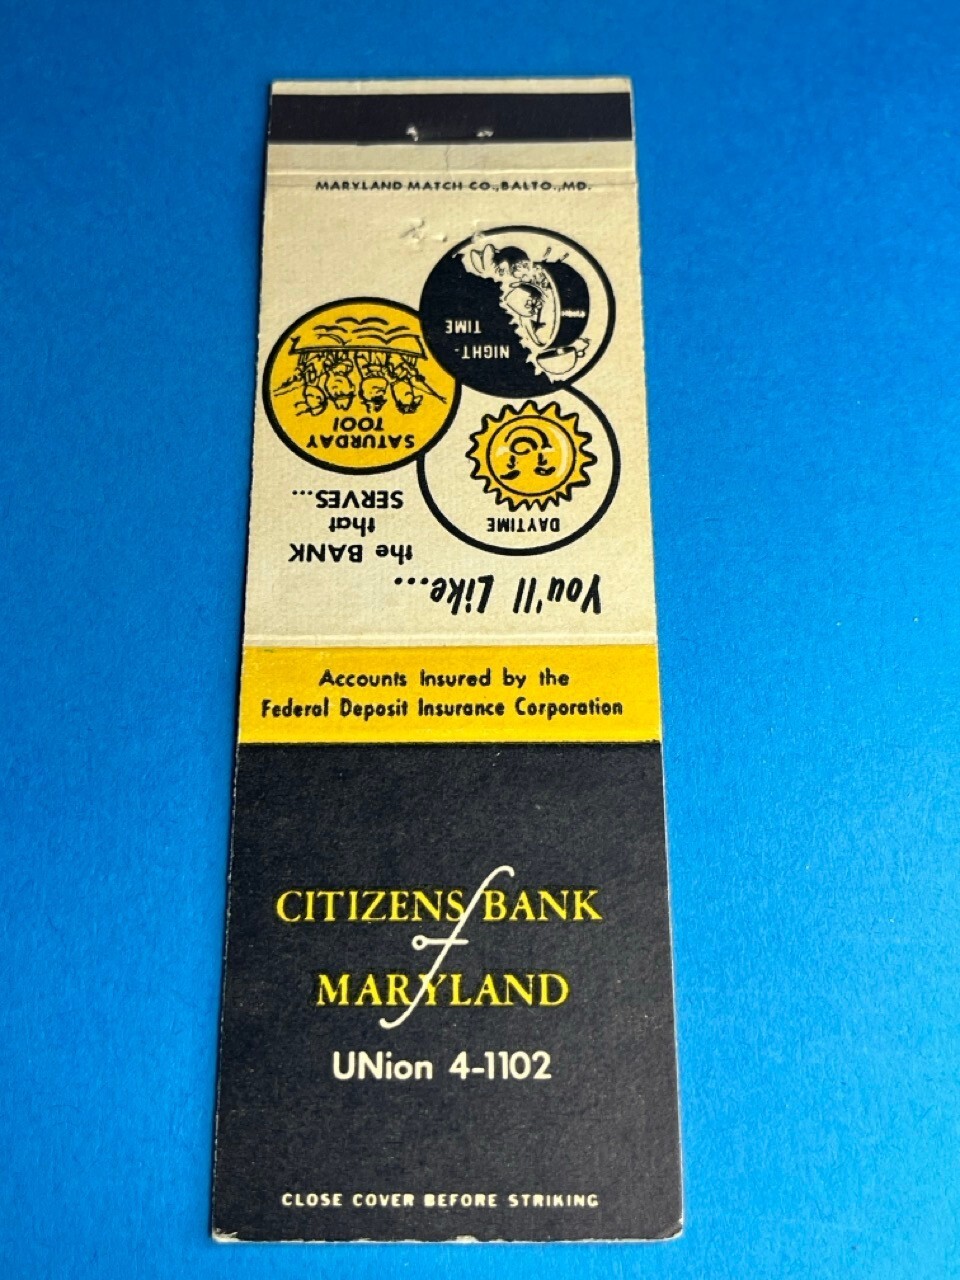 MARYLAND MATCH CO., BALTO., MD.
You'll Like...
the BANK
that
SERVES...
DAYTIME
NIGHT-
TIME
SATURDAY
TOO!
Accounts Insured by the
Federal Deposit Insurance Corporation
CITIZENS BANK
of
MARYLAND
UNion 4-1102
CLOSE COVER BEFORE STRIKING